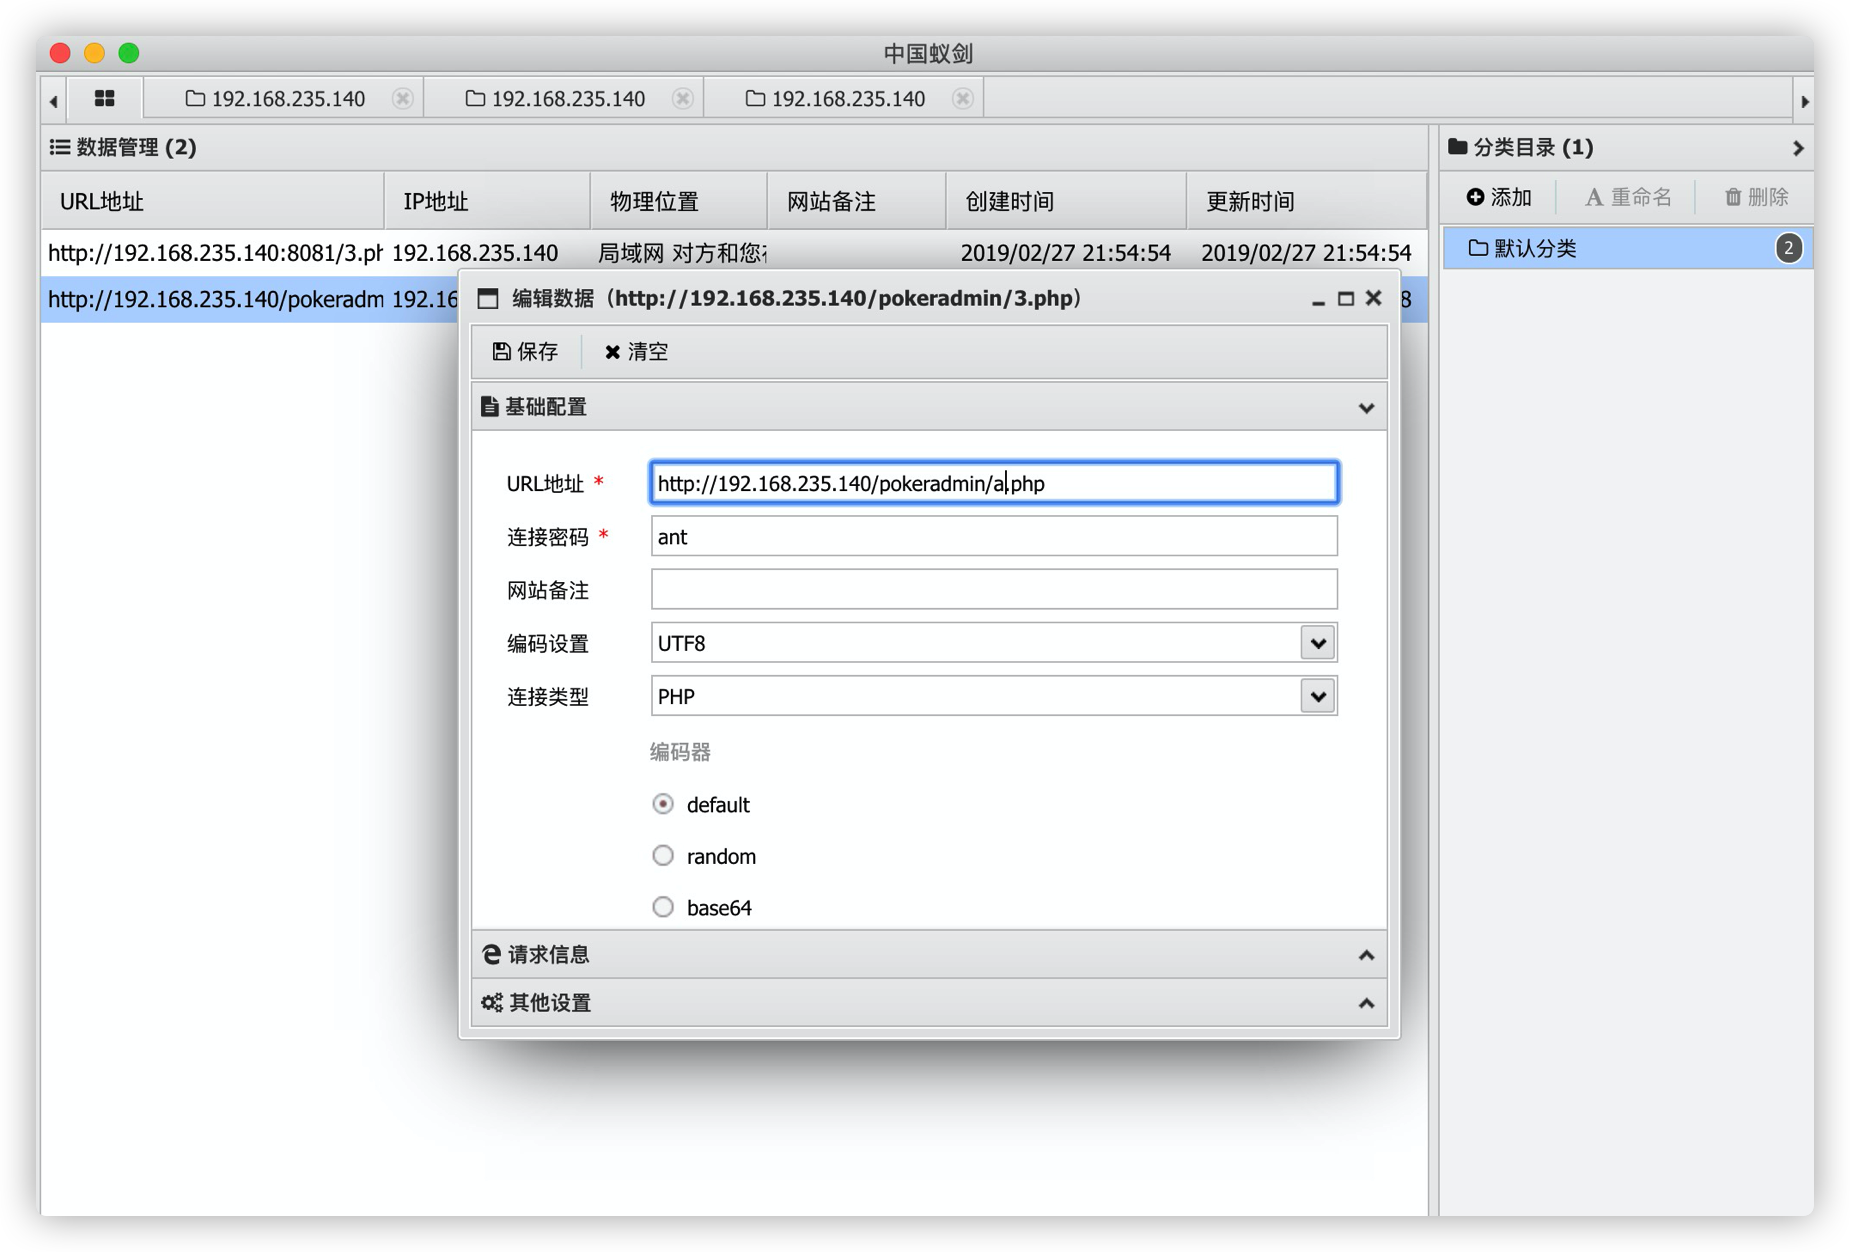 中国蚁剑
192.168.235.140 192.168.235.140 192.168.235.140
数据管理 (2)
URL地址 IP地址 物理位置 网站备注 创建时间 更新时间
http://192.168.235.140:8081/3.ph 192.168.235.140 局域网 对方和您 2019/02/27 21:54:54 2019/02/27 21:54:54
http://192.168.235.140/pokeradm 192.16 8
分类目录 (1)
添加 A 重命名 删除
默认分类 2
编辑数据（http://192.168.235.140/pokeradmin/3.php）
保存 清空
基础配置
URL地址 * http://192.168.235.140/pokeradmin/a.php
连接密码 * ant
网站备注
编码设置 UTF8
连接类型 PHP
编码器
default
random
base64
请求信息
其他设置